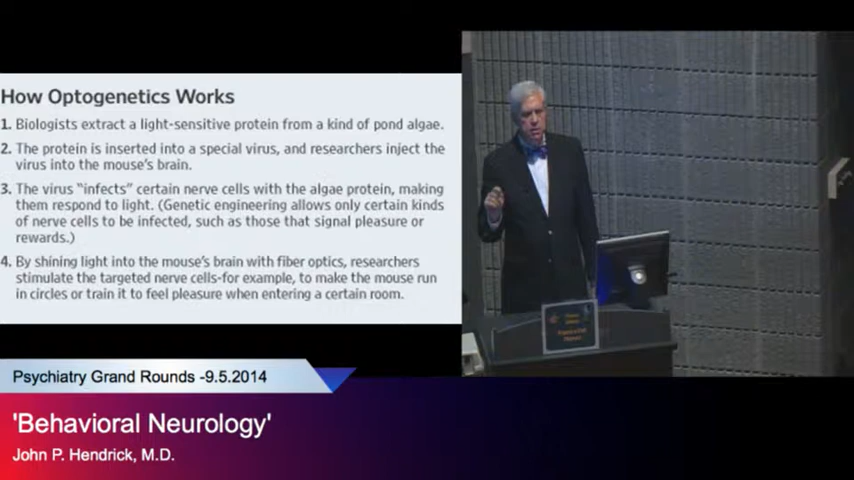 How Optogenetics Works
1. Biologists extract a light-sensitive protein from a kind of pond algae.
2. The protein is inserted into a special virus, and researchers inject the
virus into the mouse's brain.
3. The virus "infects" certain nerve cells with the algae protein, making
them respond to light. (Genetic engineering allows only certain kinds
of nerve cells to be infected, such as those that signal pleasure or
rewards.)
4. By shining light into the mouse's brain with fiber optics, researchers
stimulate the targeted nerve cells-for example, to make the mouse run
in circles or train it to feel pleasure when entering a certain room.
Psychiatry Grand Rounds -9.5.2014
'Behavioral Neurology'
John P. Hendrick, M.D.